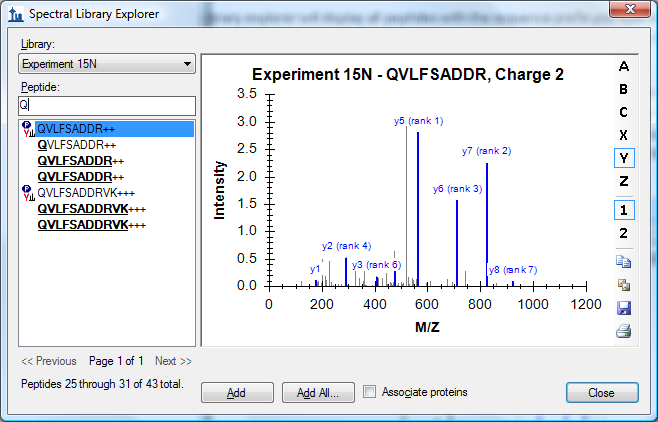 Spectral Library Explorer
Library:
Experiment 15N
Peptide:
Q
QVLFSADDR++
QVLFSADDR++
QVLFSADDR++
QVLFSADDR++
QVLFSADDRVK+++
QVLFSADDRVK+++
QVLFSADDRVK+++
<< Previous Page 1 of 1 Next >>
Peptides 25 through 31 of 43 total.
Experiment 15N - QVLFSADDR, Charge 2
Intensity
3.5
3.0
2.5
2.0
1.5
1.0
0.5
0.0
y5 (rank 1)
y7 (rank 2)
y6 (rank 3)
y2 (rank 4)
y1
y3 (rank 6)
y8 (rank 7)
0 200 400 600 800 1000 1200
M/Z
A
B
C
X
Y
Z
1
2
Add
Add All...
Associate proteins
Close